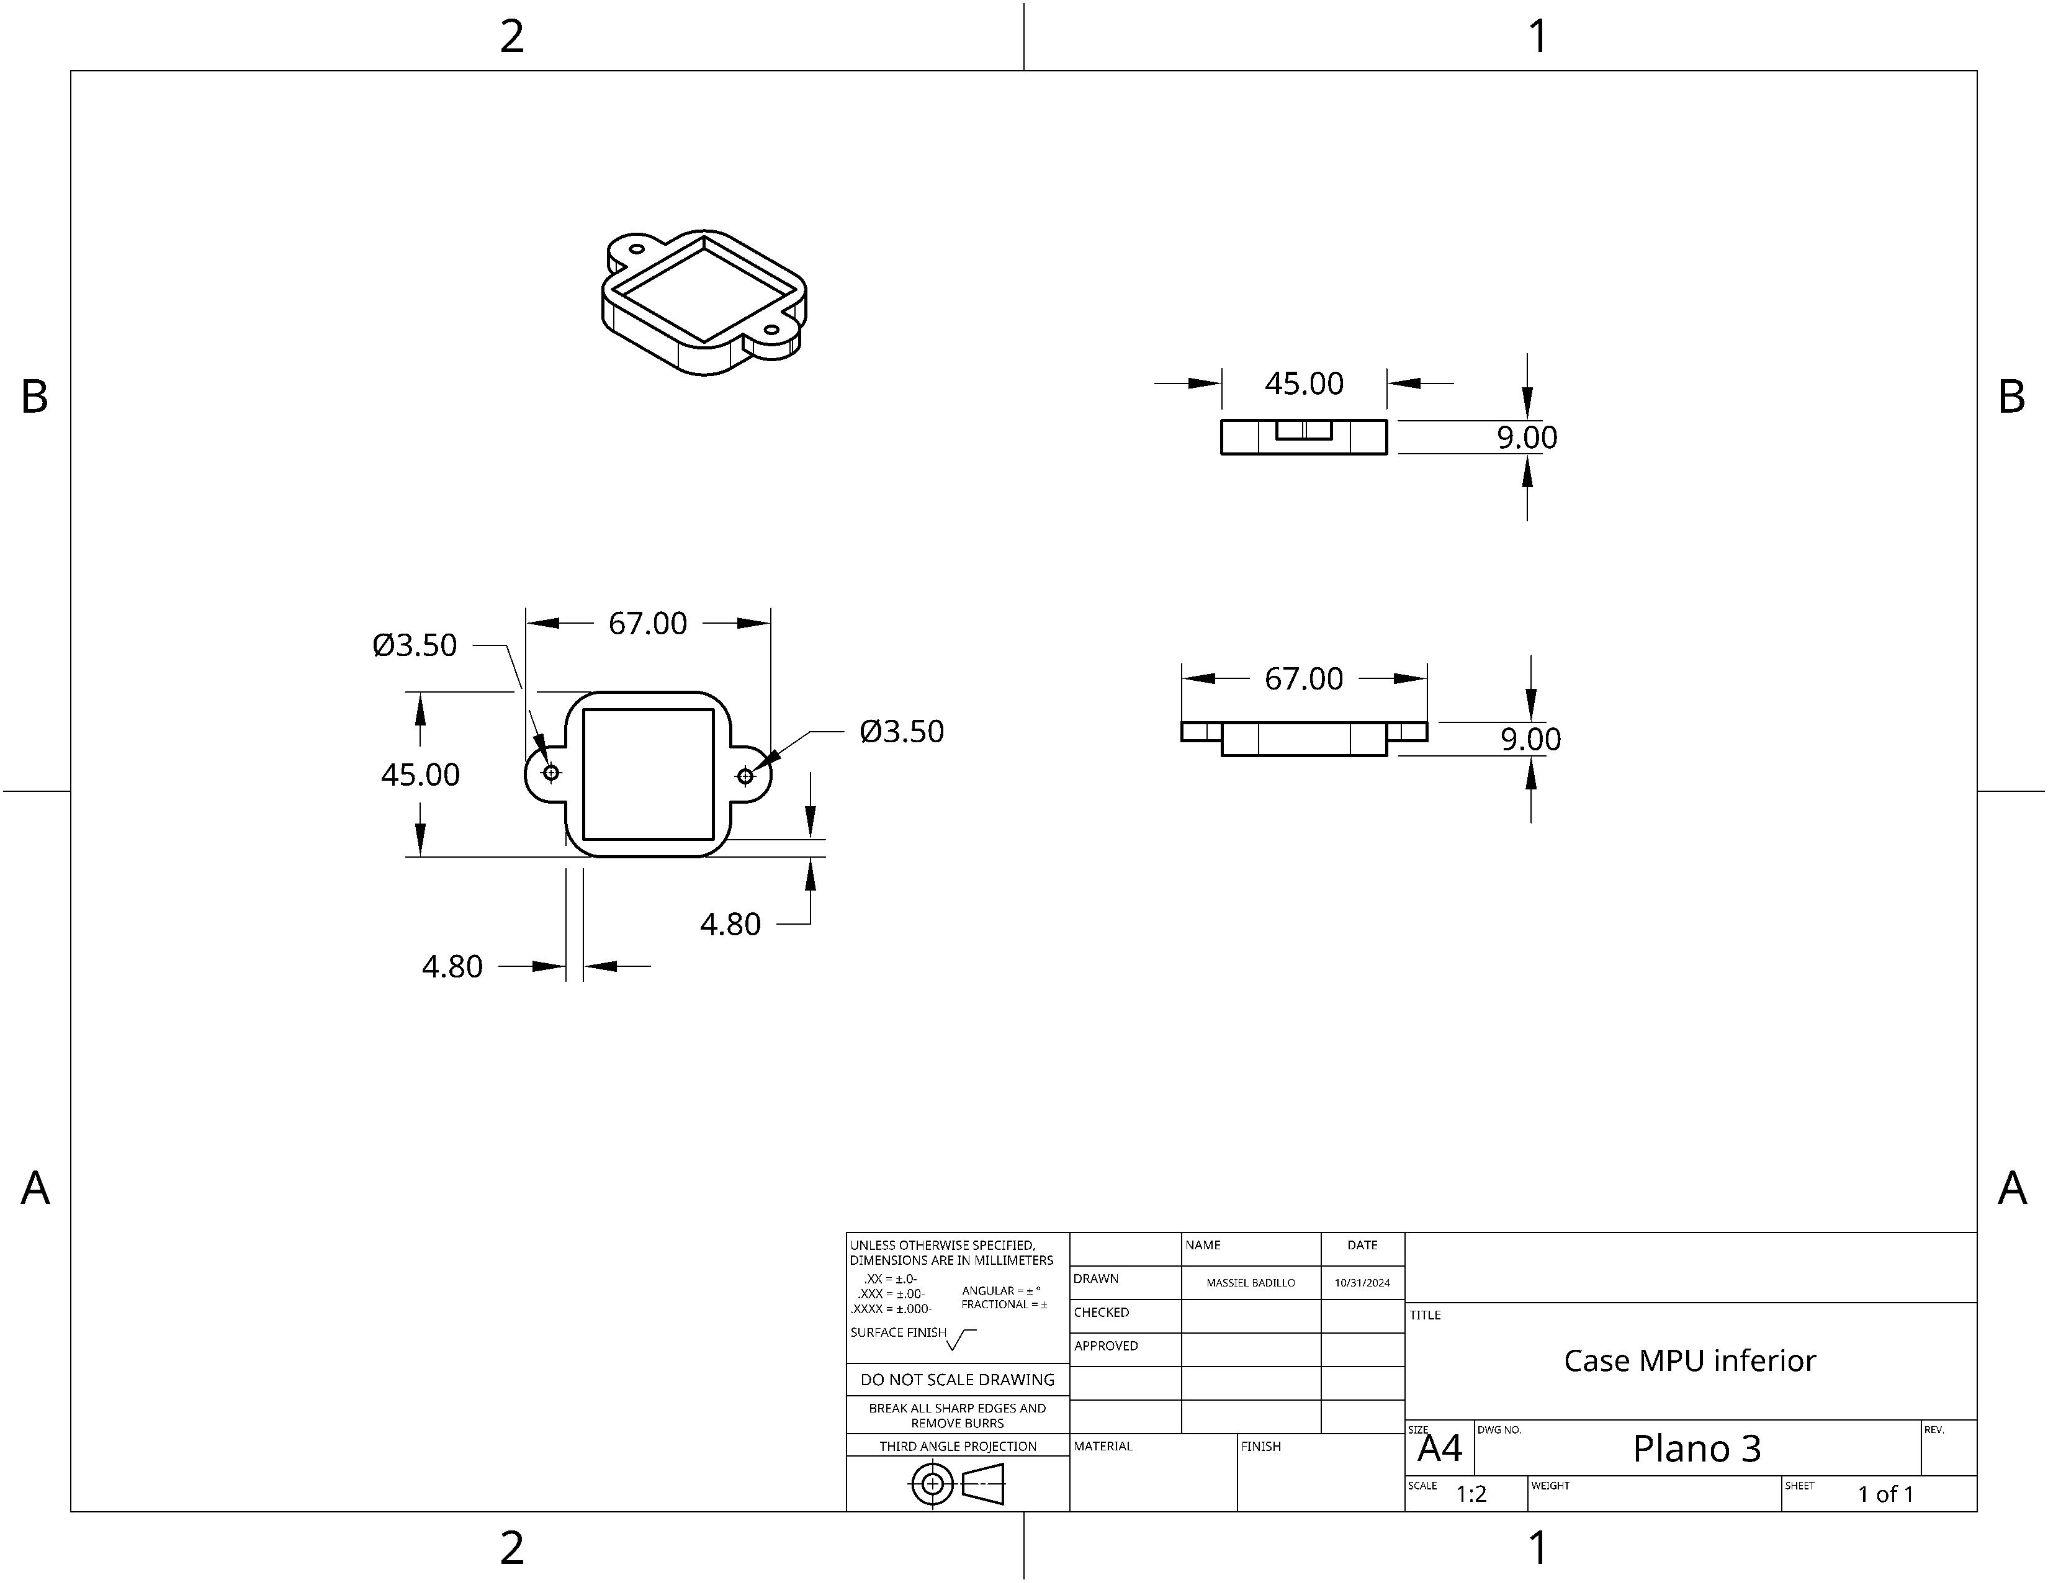 2 1
B B
45.00
9.00
67.00
Ø3.50
67.00
Ø3.50
9.00
45.00
4.80
4.80
A A
UNLESS OTHERWISE SPECIFIED,
DIMENSIONS ARE IN MILLIMETERS
.XX = ±.0-
.XXX = ±.00-
.XXXX = ±.000-
ANGULAR = ± °
FRACTIONAL = ±
SURFACE FINISH
DO NOT SCALE DRAWING
BREAK ALL SHARP EDGES AND
REMOVE BURRS
THIRD ANGLE PROJECTION
NAME DATE
DRAWN MASSIEL BADILLO 10/31/2024
CHECKED
APPROVED
MATERIAL FINISH
TITLE
Case MPU inferior
SIZE A4 DWG NO. Plano 3 REV.
SCALE 1:2 WEIGHT SHEET 1 of 1
2 1